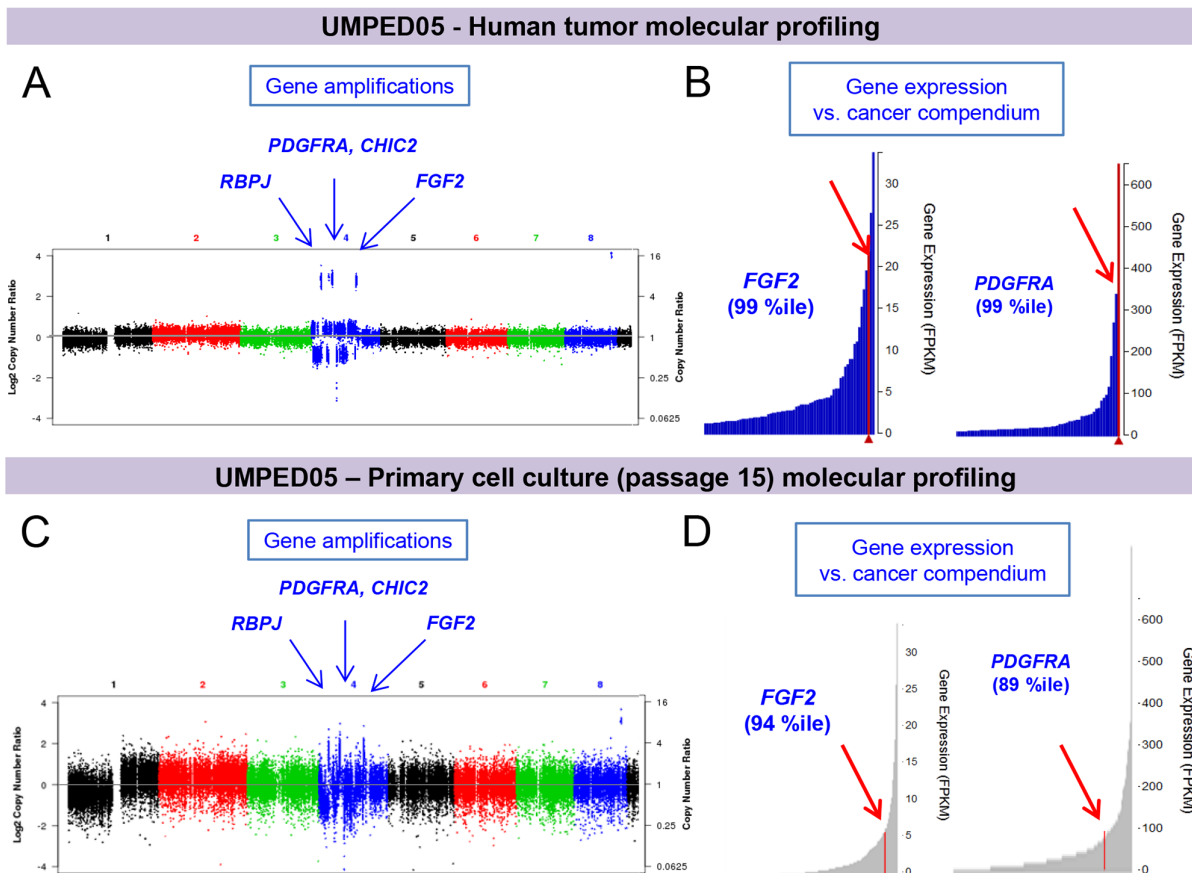 UMPED05 - Human tumor molecular profiling
A
Gene amplifications
PDGFRA, CHIC2
RBPJ
FGF2
1 2 3 4 5 6 7 8
Log2 Copy Number Ratio
4
2
0
-2
-4
16
4
1
0.25
0.0625
Copy Number Ratio
B
Gene expression
vs. cancer compendium
FGF2
(99 %ile)
30
25
20
15
10
5
0
Gene Expression (FPKM)
PDGFRA
(99 %ile)
600
500
400
300
200
100
0
Gene Expression (FPKM)
UMPED05 – Primary cell culture (passage 15) molecular profiling
C
Gene amplifications
PDGFRA, CHIC2
RBPJ
FGF2
1 2 3 4 5 6 7 8
Log2 Copy Number Ratio
4
2
0
-2
-4
16
4
1
0.25
0.0625
Copy Number Ratio
D
Gene expression
vs. cancer compendium
FGF2
(94 %ile)
30
25
20
15
10
5
0
Gene Expression (FPKM)
PDGFRA
(89 %ile)
600
500
400
300
200
100
0
Gene Expression (FPKM)